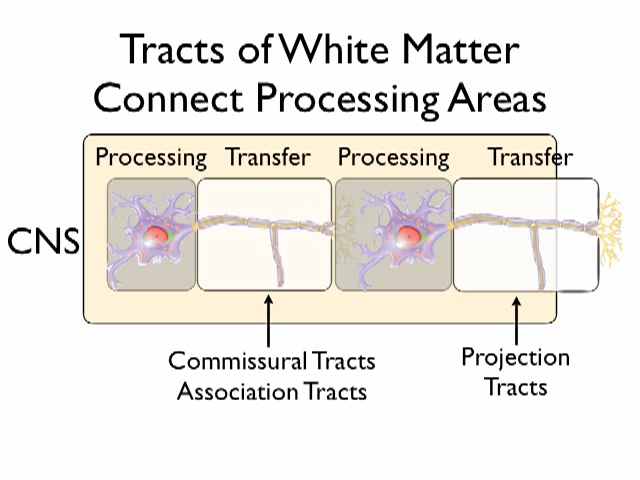 Tracts of White Matter
Connect Processing Areas
Processing Transfer Processing Transfer
CNS
Commissural Tracts
Association Tracts
Projection
Tracts